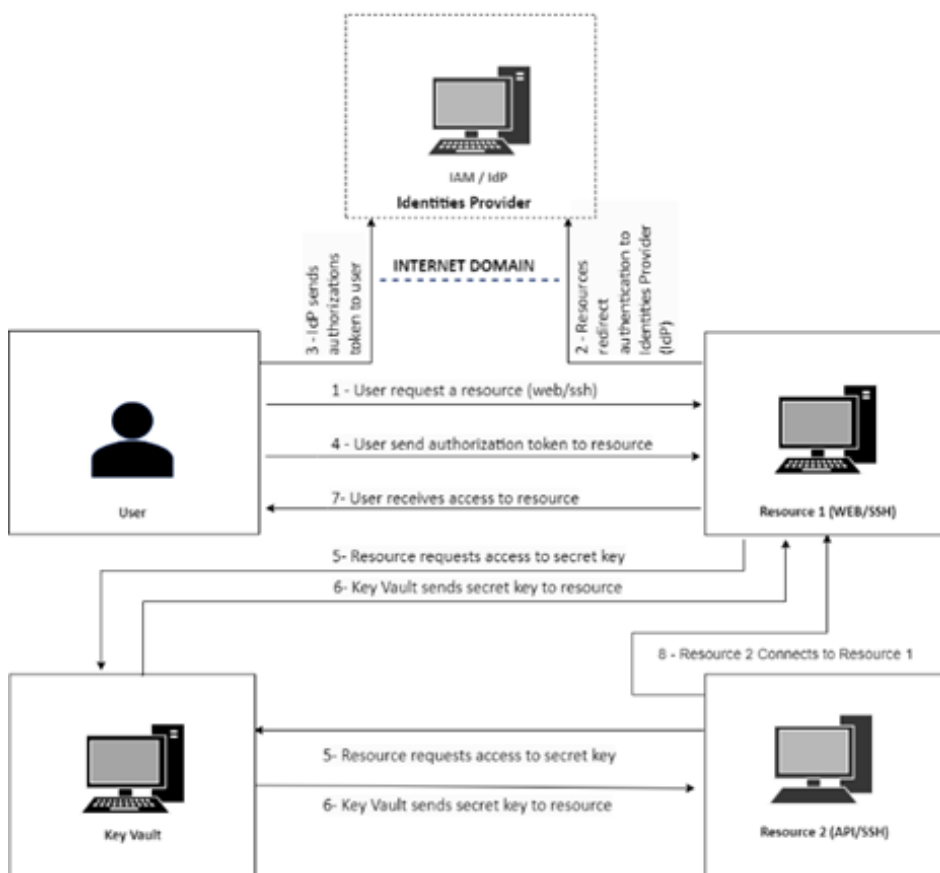 IAM / IdP
Identities Provider
INTERNET DOMAIN
3 - IdP sends
authorizations
token to user
2 - Resources
redirect
authentication to
Identities Provider
(IdP)
1 - User request a resource (web/ssh)
4 - User send authorization token to resource
7- User receives access to resource
User
Resource 1 (WEB/SSH)
5- Resource requests access to secret key
6- Key Vault sends secret key to resource
8 - Resource 2 Connects to Resource 1
5- Resource requests access to secret key
6- Key Vault sends secret key to resource
Key Vault
Resource 2 (API/SSH)